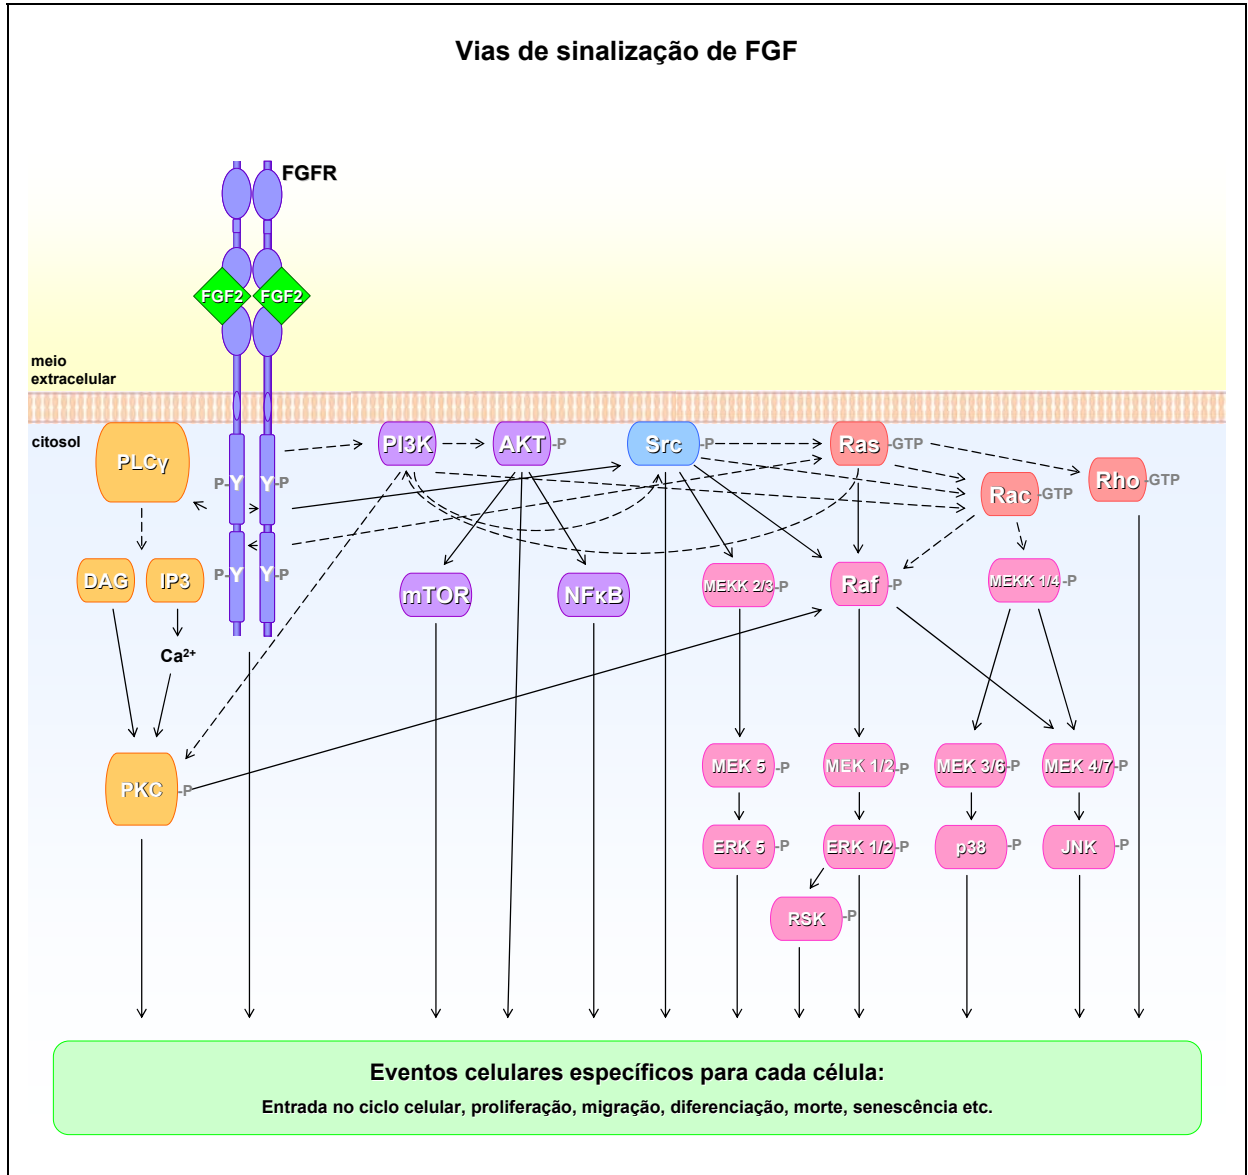 Vias de sinalização de FGF
FGFR
FGF2 FGF2
meio
extracelular
citosol
PLCγ
P-Y Y-P
P-Y Y-P
PI3K
AKT-P
Src-P
Ras-GTP
Rac-GTP
Rho-GTP
DAG
IP3
Ca²⁺
mTOR
NFκB
MEKK 2/3-P
Raf-P
MEKK 1/4-P
PKC-P
MEK 5-P
MEK 1/2-P
MEK 3/6-P
MEK 4/7-P
ERK 5-P
ERK 1/2-P
p38-P
JNK-P
RSK-P
Eventos celulares específicos para cada célula:
Entrada no ciclo celular, proliferação, migração, diferenciação, morte, senescência etc.